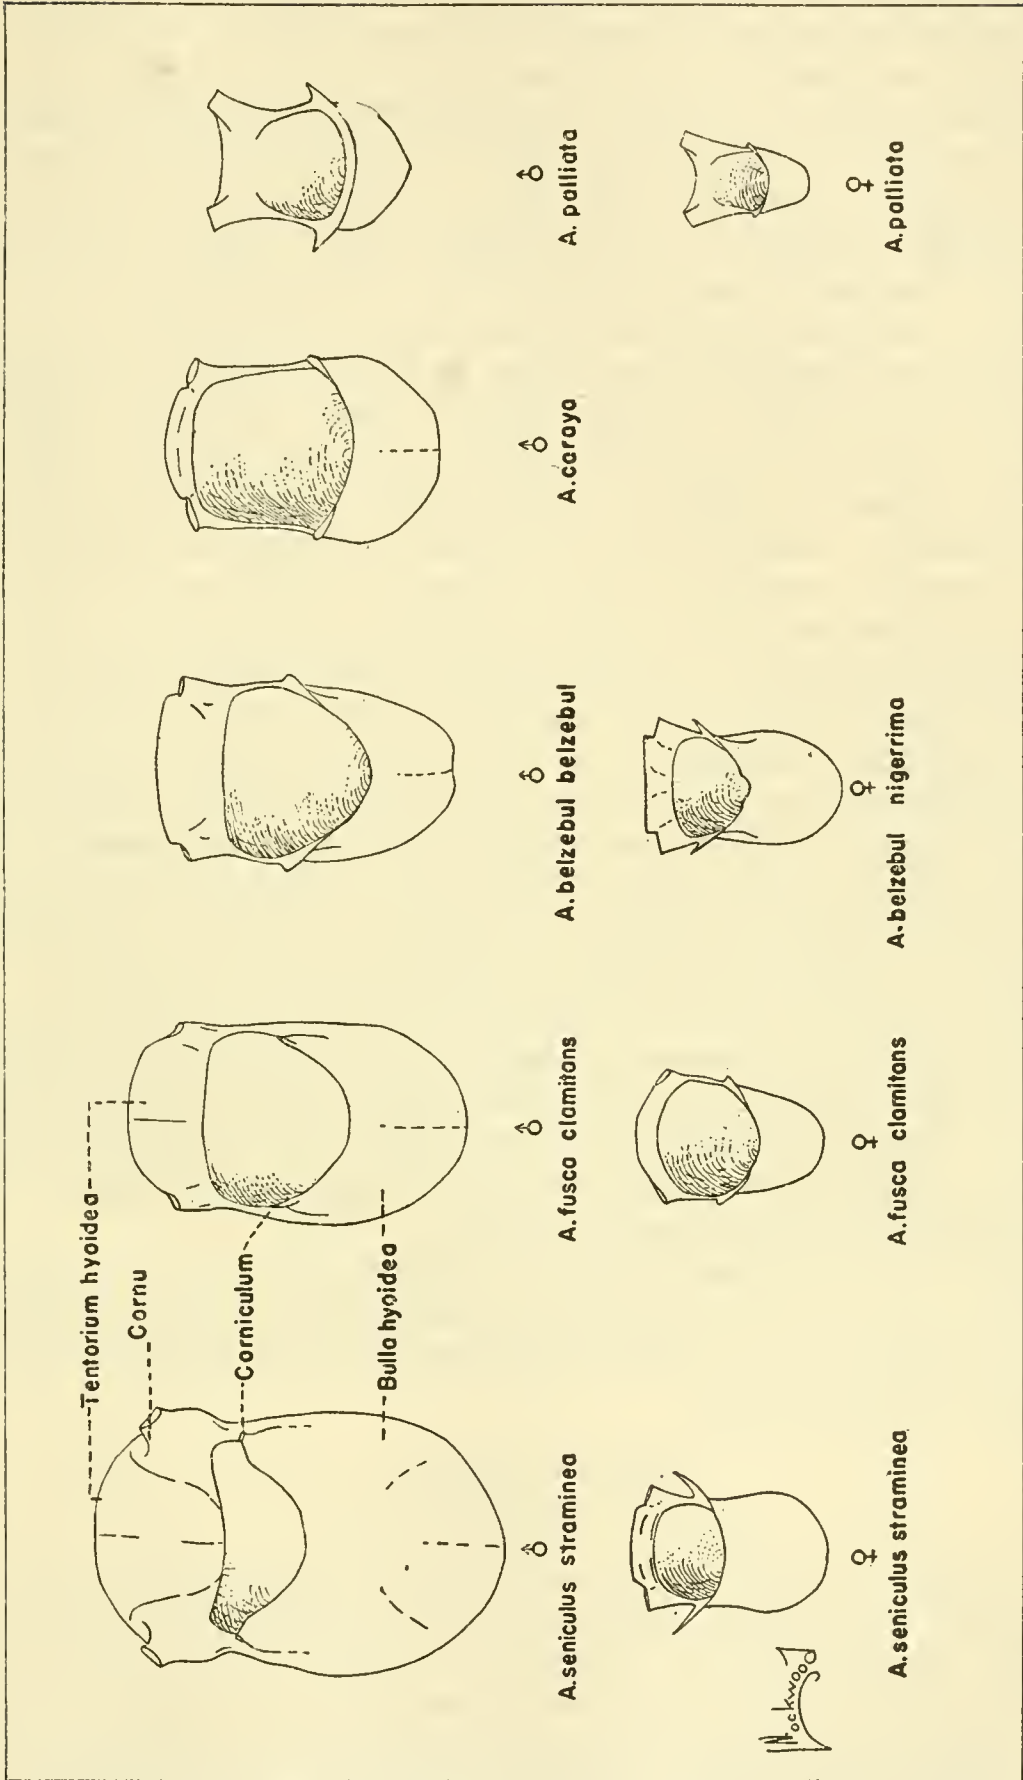 Tentorium hyoidea
Cornu
Corniculum
Bulla hyoidea
♂
A.seniculus straminea
♂
A.fusca clamitans
♂
A.belzebul belzebul
♂
A.caraya
♂
A. palliata
♀
A.seniculus straminea
♀
A.fusca clamitans
♀
A.belzebul nigerrima
♀
A.palliata